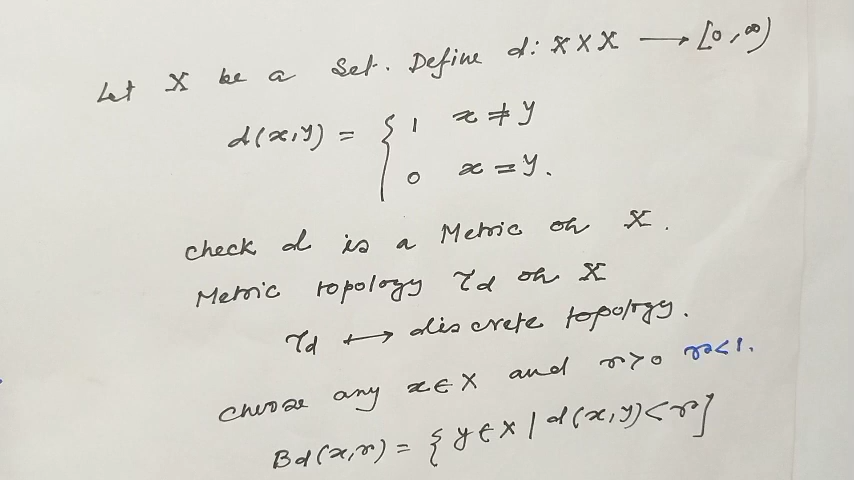 Let X be a set. Define d: X × X → [0, ∞)
d(x,y) = { 1 x ≠ y
0 x = y.
check d is a Metric on X.
Metric topology τd on X
τd ↔ discrete topology.
choose any x ∈ X and r > 0 r < 1.
Bd(x,r) = { y ∈ X | d(x,y) < r }